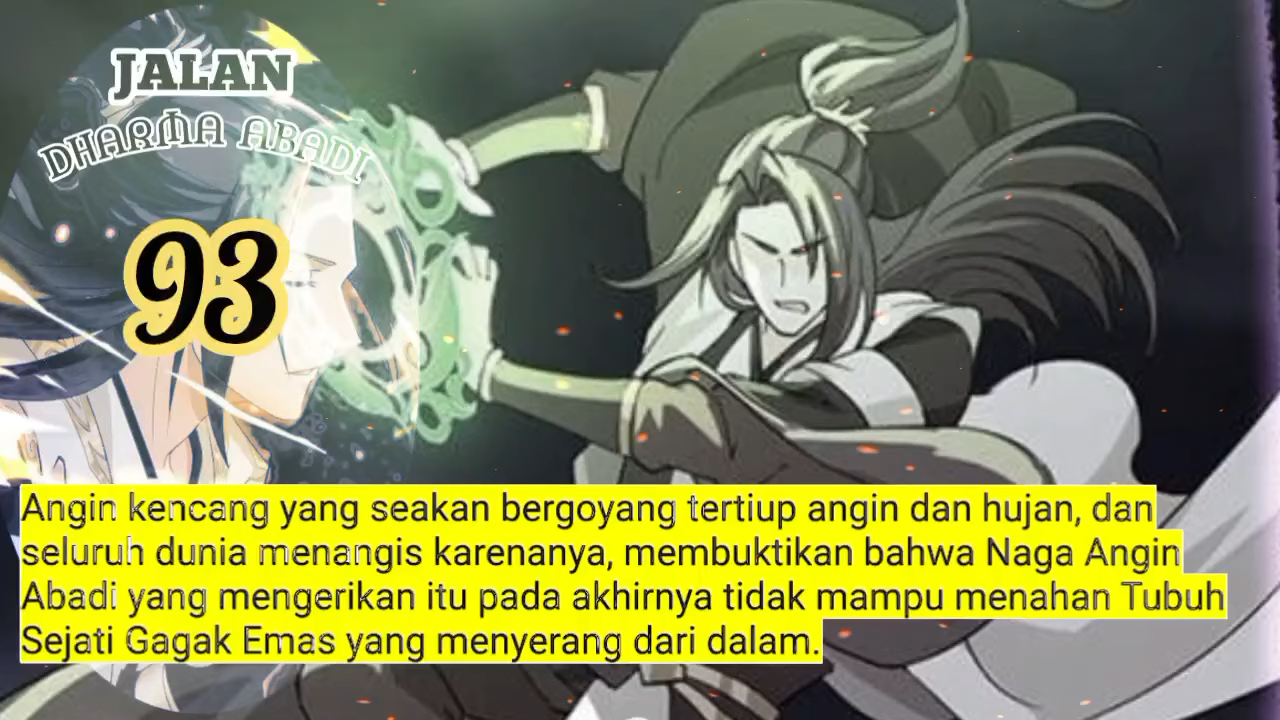 JALAN
DHARMA ABADI
93
Angin kencang yang seakan bergoyang tertiup angin dan hujan, dan
seluruh dunia menangis karenanya, membuktikan bahwa Naga Angin
Abadi yang mengerikan itu pada akhirnya tidak mampu menahan Tubuh
Sejati Gagak Emas yang menyerang dari dalam.